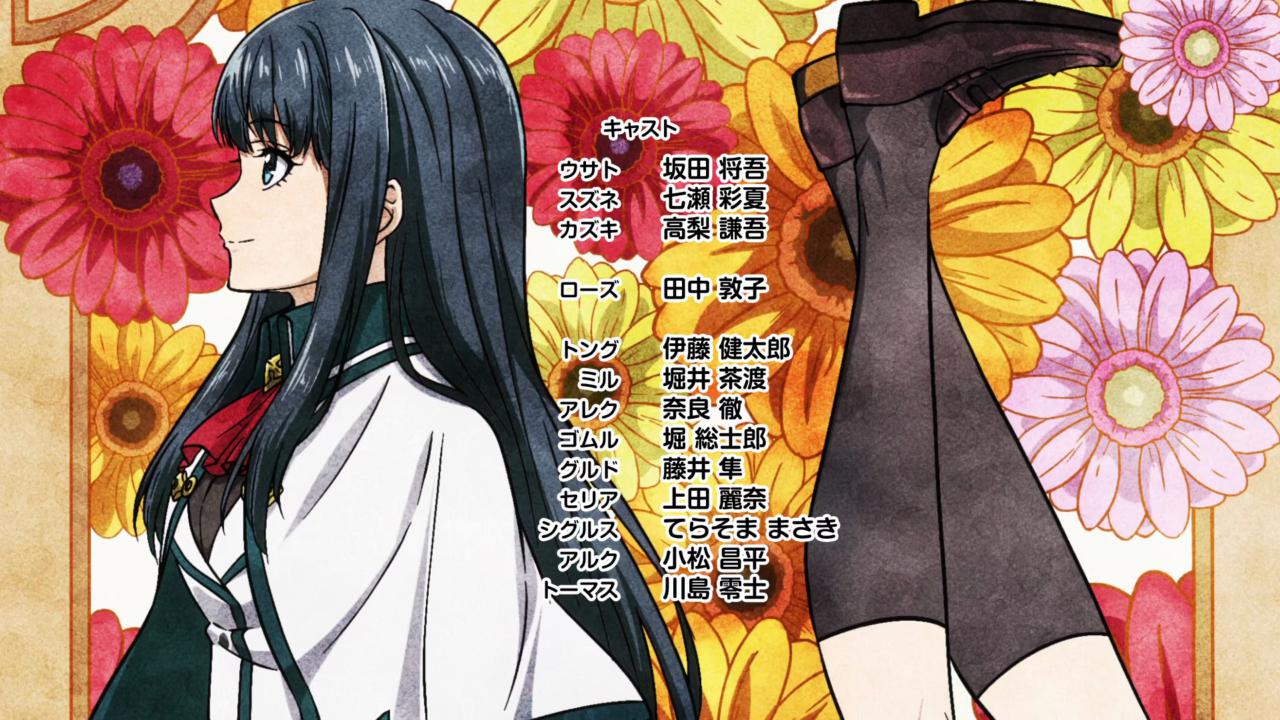 キャスト
ウサト 坂田 将吾
スズネ 七瀬 彩夏
カズキ 高梨 謙吾
ローズ 田中 敦子
トング 伊藤 健太郎
ミル 堀井 茶渡
アレク 奈良 徹
ゴムル 堀 総士郎
グルド 藤井 隼
セリア 上田 麗奈
シグルス てらそま まさき
アルク 小松 昌平
トーマス 川島 零士